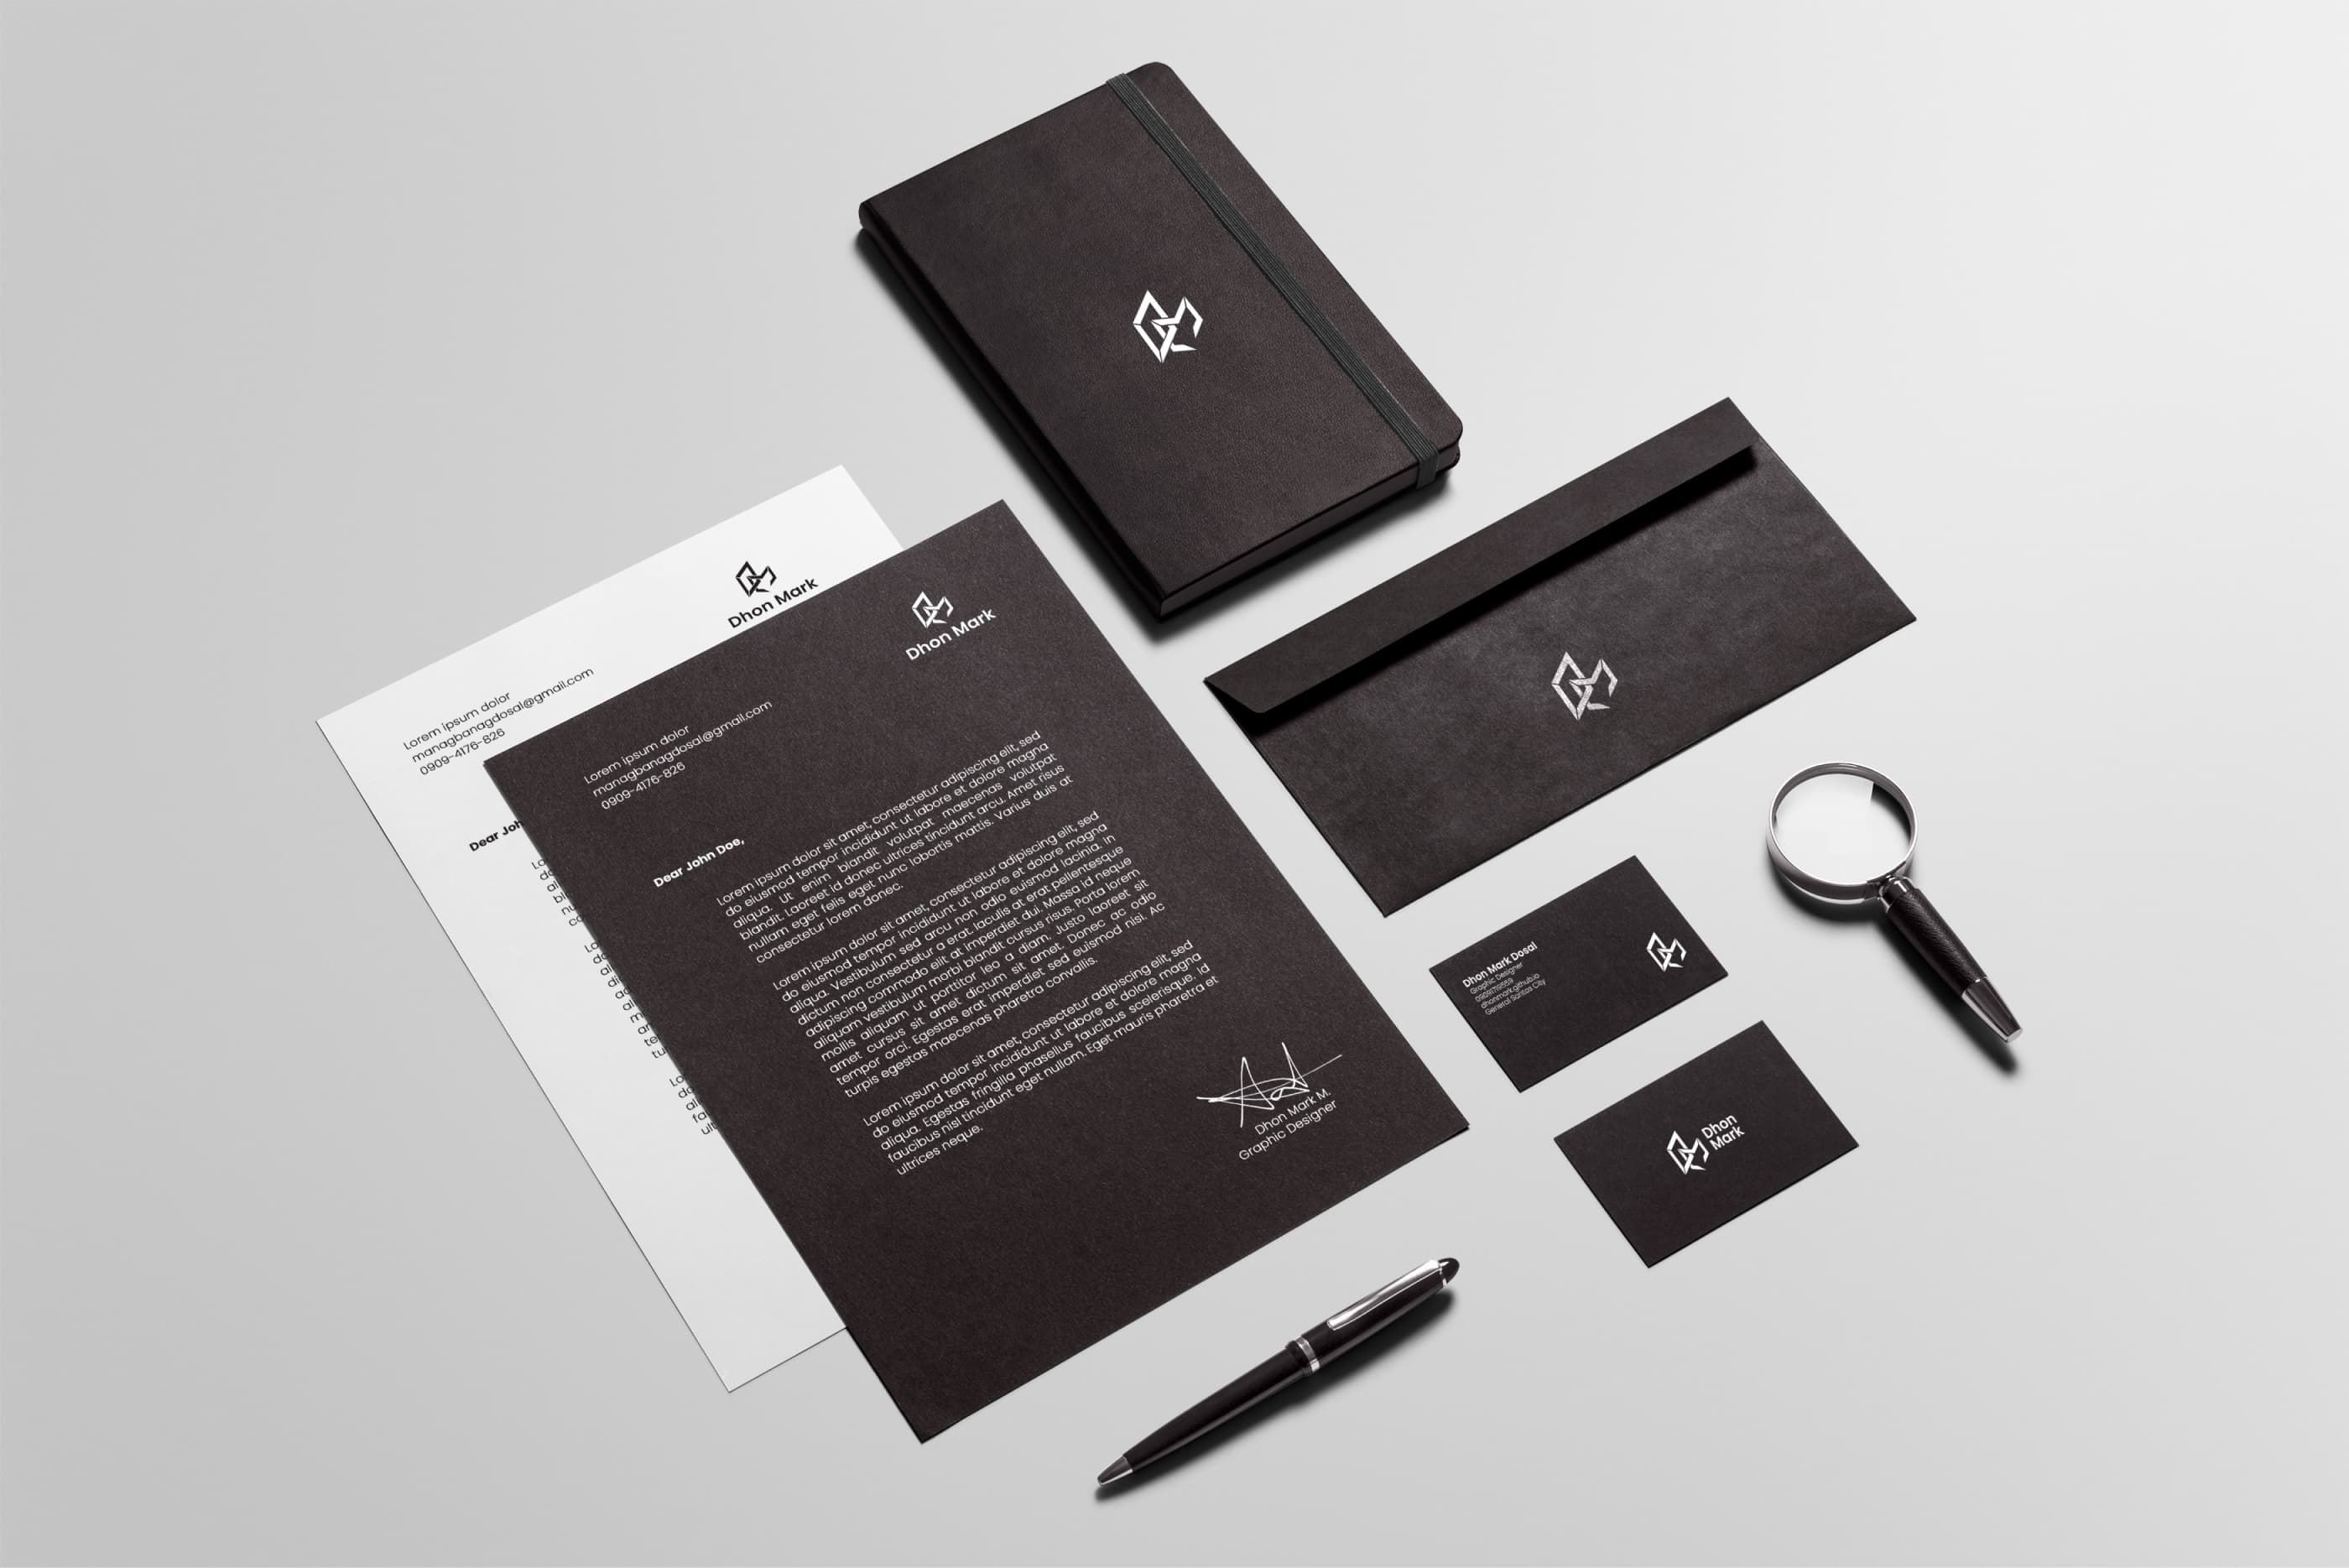 Dhon Mark
Lorem ipsum dolor
managbanagdosal@gmail.com
0909-4176-826
Dear Joh
Dhon Mark
Lorem ipsum dolor
managbanagdosal@gmail.com
0909-4176-826
Dear John Doe,
Lorem ipsum dolor sit amet, consectetur adipiscing elit, sed
do eiusmod tempor incididunt ut labore et dolore magna
aliqua. Ut enim blandit volutpat maecenas volutpat
blandit. Laoreet id donec ultrices tincidunt arcu. Amet risus
nullam eget felis eget nunc lobortis mattis. Varius duis at
consectetur lorem donec.
Lorem ipsum dolor sit amet, consectetur adipiscing elit, sed
do eiusmod tempor incididunt ut labore et dolore magna
aliqua. Vestibulum sed arcu non odio euismod lacinia. In
dictum non consectetur a erat. Iaculis at erat pellentesque
adipiscing commodo elit at imperdiet dui. Massa id neque
aliquam vestibulum morbi blandit cursus risus. Porta lorem
mollis aliquam ut porttitor leo a diam. Justo laoreet sit
amet cursus sit amet dictum sit amet. Donec ac odio
tempor orci. Egestas erat imperdiet sed euismod nisi. Ac
turpis egestas maecenas pharetra convallis.
Lorem ipsum dolor sit amet, consectetur adipiscing elit, sed
do eiusmod tempor incididunt ut labore et dolore magna
aliqua. Egestas fringilla phasellus faucibus scelerisque. Id
faucibus nisl tincidunt eget nullam. Eget mauris pharetra et
ultrices neque.
Dhon Mark M.
Graphic Designer
Dhon Mark Dosal
Graphic Designer
dhonmark.github.io
General Santos City
Dhon
Mark